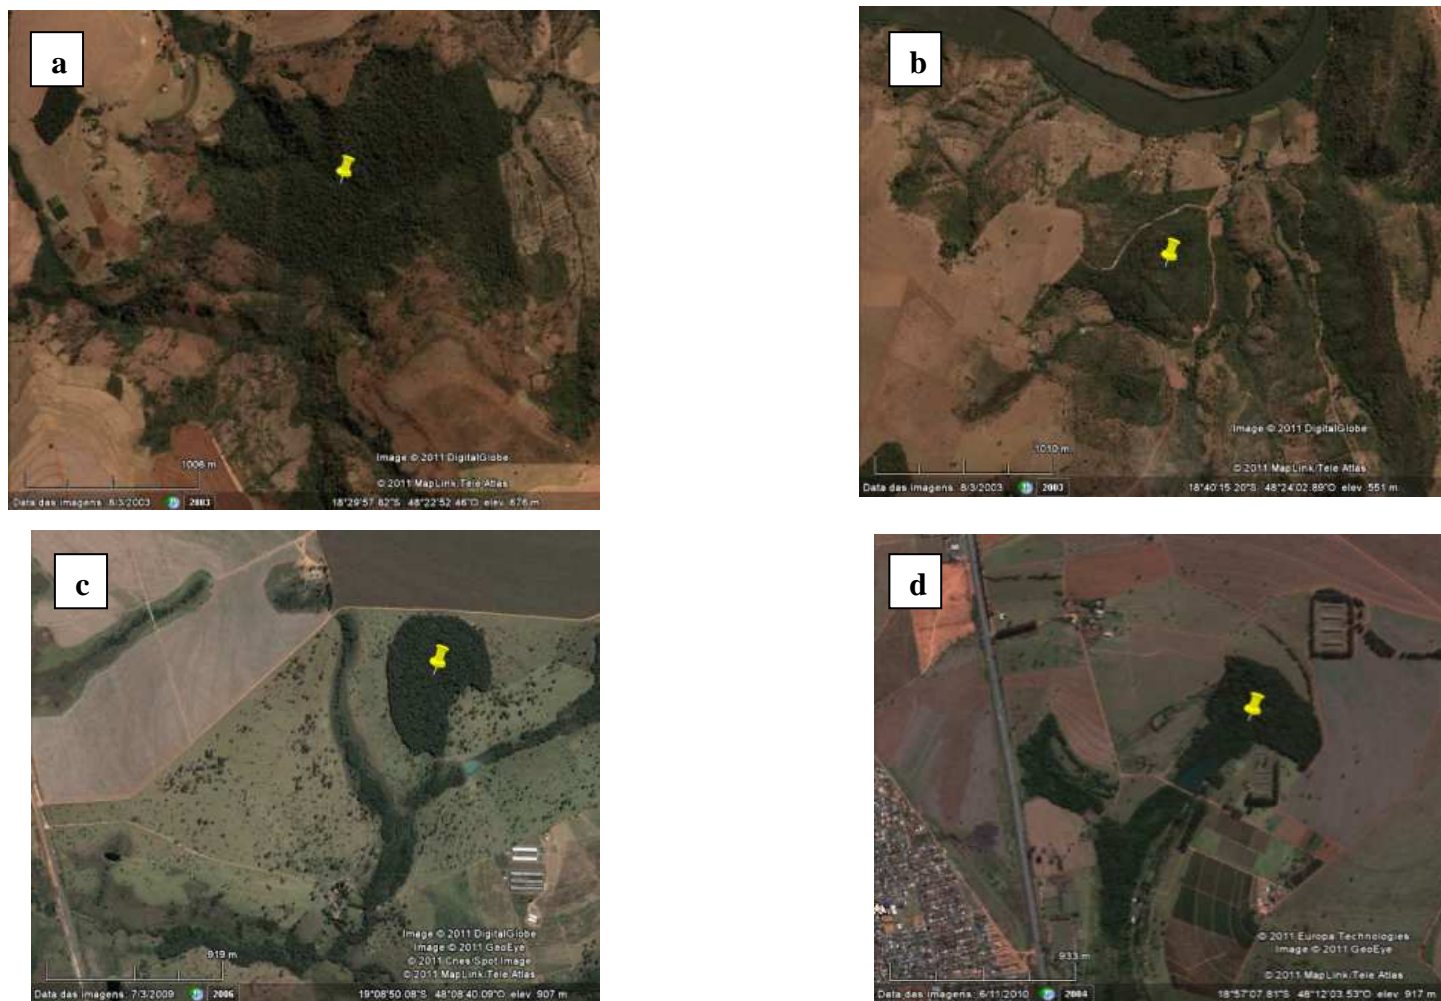 a
1006 m
Image © 2011 DigitalGlobe
© 2011 MapLink/Tele Atlas
Data das imagens: 8/3/2003 2003 18°29'57.82"S 48°22'52.46"O elev 676 m
b
1010 m
Image © 2011 DigitalGlobe
© 2011 MapLink/Tele Atlas
Data das imagens: 8/3/2003 2003 18°40'15.20"S 48°24'02.89"O elev 551 m
c
919 m
Image © 2011 DigitalGlobe
Image © 2011 GeoEye
© 2011 Cnes/Spot Image
© 2011 MapLink/Tele Atlas
Data das imagens: 7/3/2009 2006 19°08'50.08"S 48°08'40.09"O elev 907 m
d
933 m
© 2011 Europa Technologies
Image © 2011 GeoEye
© 2011 MapLink/Tele Atlas
Data das imagens: 6/11/2010 2004 18°57'07.81"S 48°12'03.53"O elev 917 m